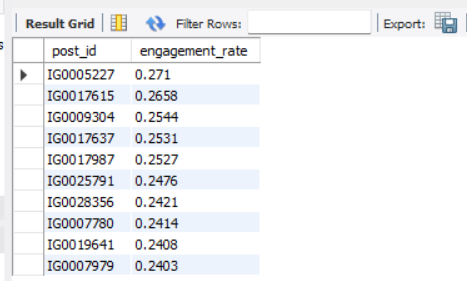 Result Grid Filter Rows: Export:
post_id engagement_rate
IG0005227 0.271
IG0017615 0.2658
IG0009304 0.2544
IG0017637 0.2531
IG0017987 0.2527
IG0025791 0.2476
IG0028356 0.2421
IG0007780 0.2414
IG0019641 0.2408
IG0007979 0.2403